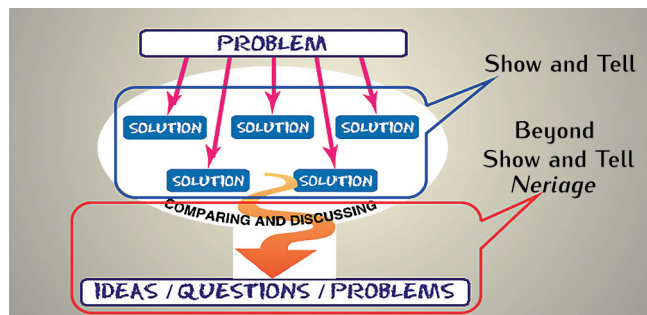 PROBLEM
Show and Tell
SOLUTION
SOLUTION
SOLUTION
Beyond
Show and Tell
Neriage
SOLUTION
SOLUTION
COMPARING AND DISCUSSING
IDEAS / QUESTIONS / PROBLEMS